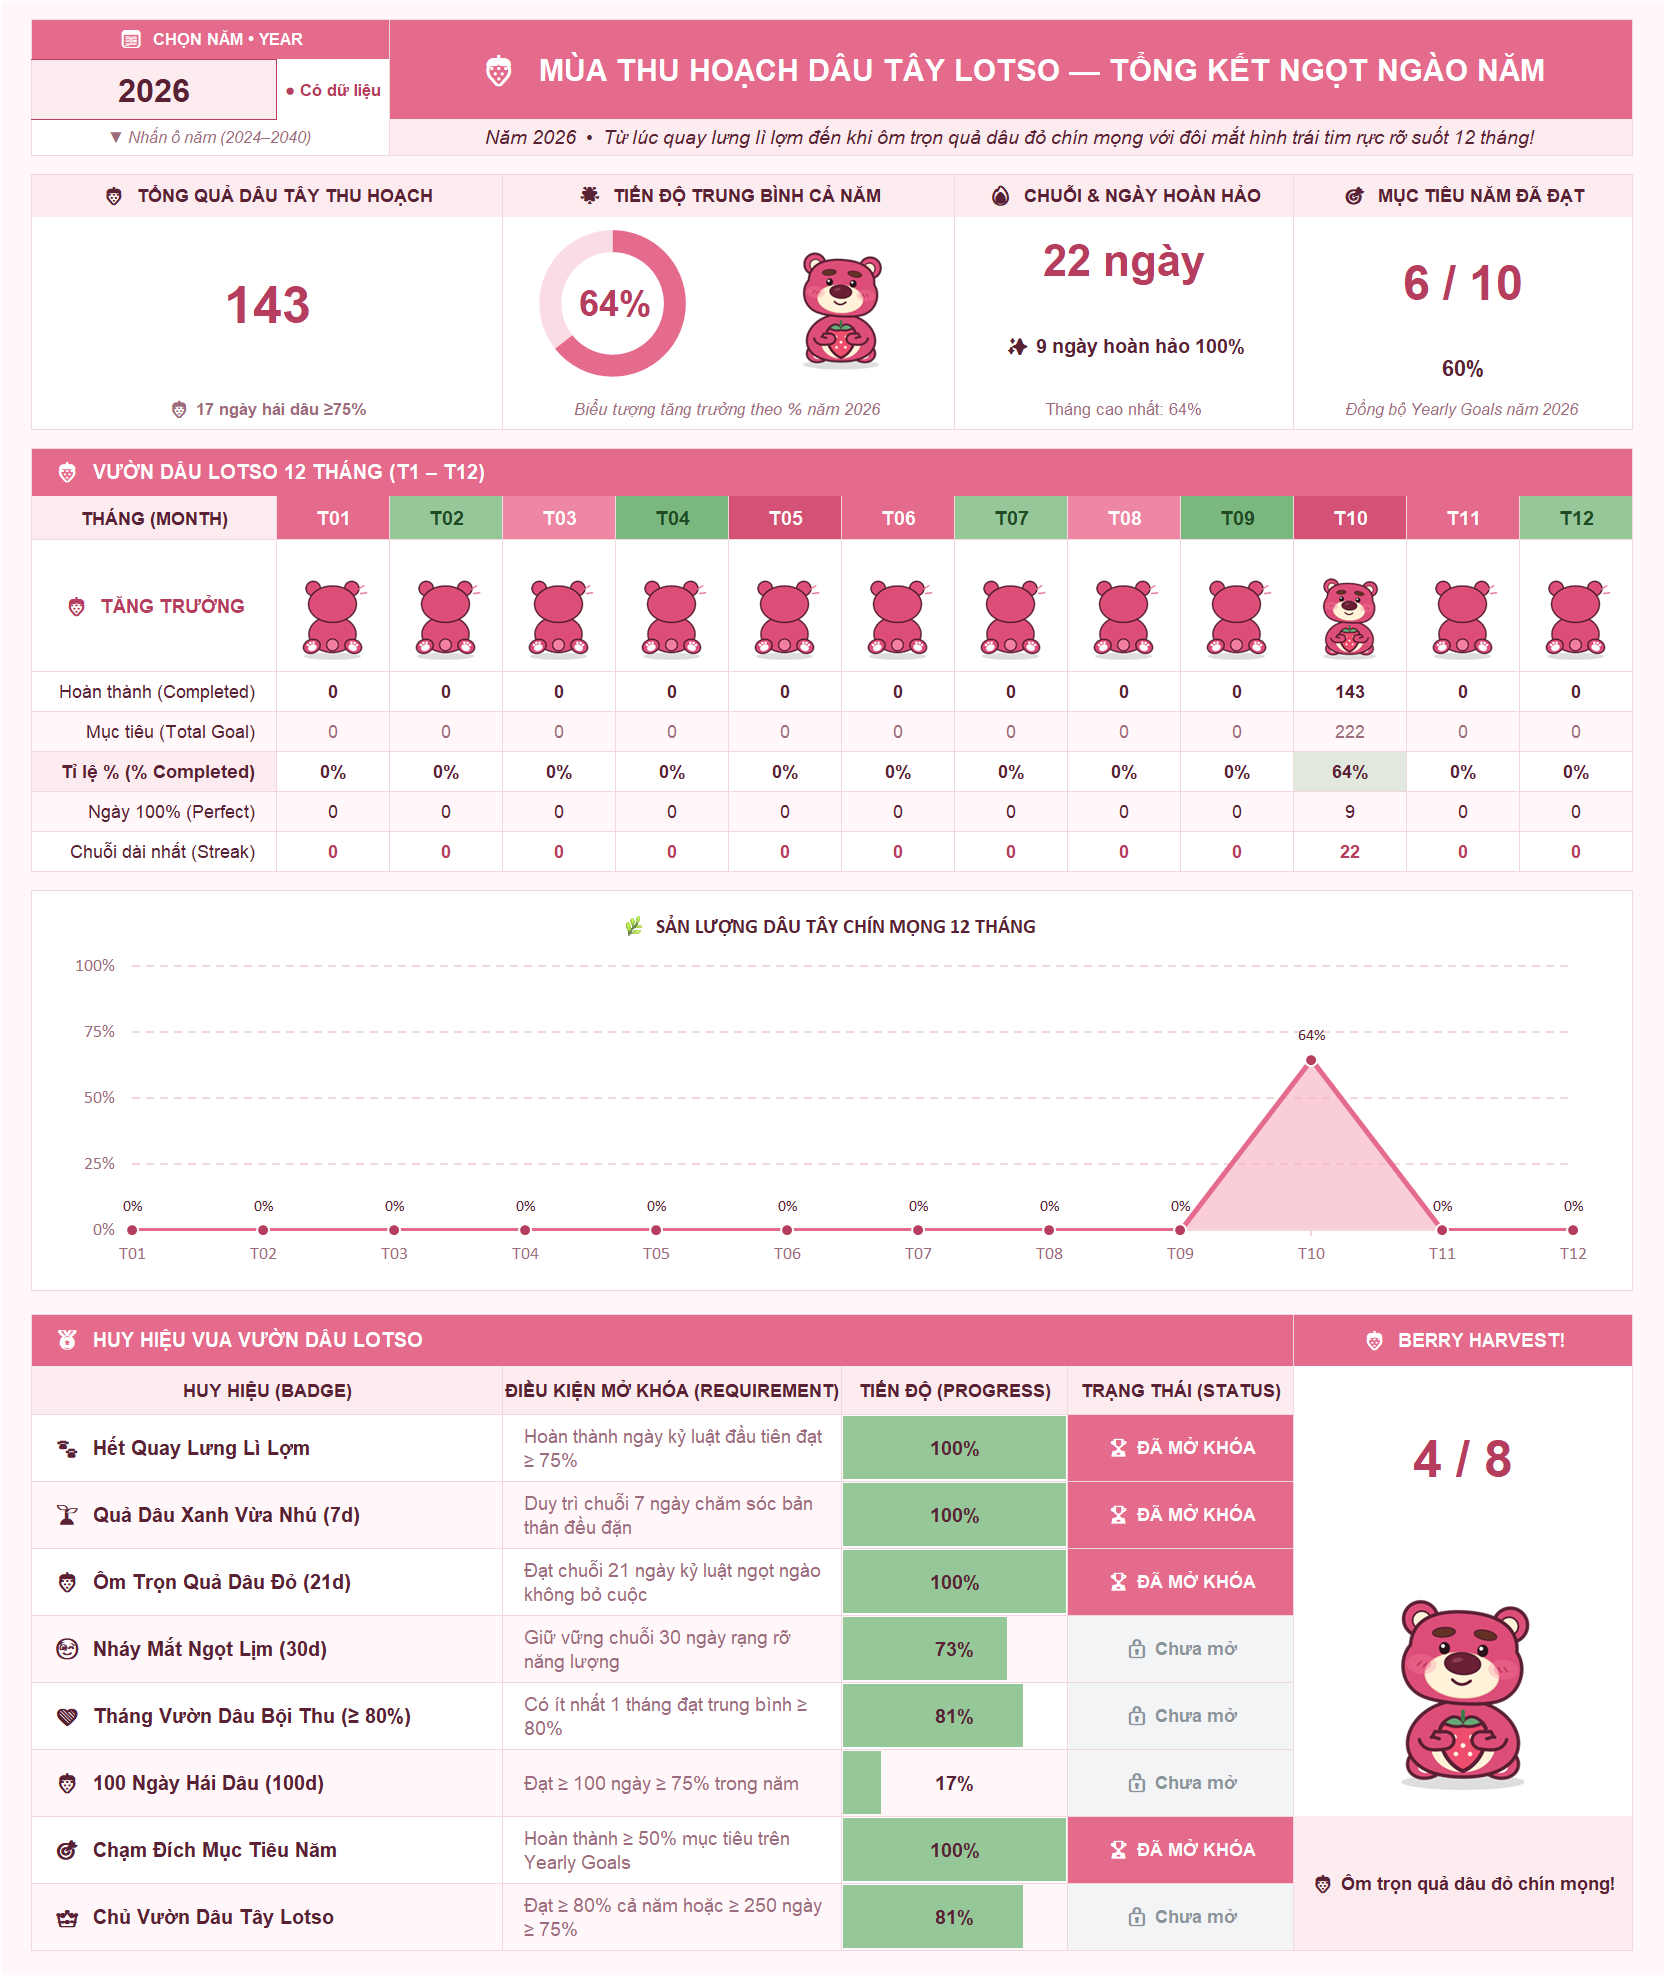 CHỌN NĂM • YEAR
2026
● Có dữ liệu
▼ Nhấn ô năm (2024–2040)
MÙA THU HOẠCH DÂU TÂY LOTSO — TỔNG KẾT NGỌT NGÀO NĂM
Năm 2026 • Từ lúc quay lưng lì lợm đến khi ôm trọn quả dâu đỏ chín mọng với đôi mắt hình trái tim rực rỡ suốt 12 tháng!
TỔNG QUẢ DÂU TÂY THU HOẠCH
143
17 ngày hái dâu ≥75%
TIẾN ĐỘ TRUNG BÌNH CẢ NĂM
64%
Biểu tượng tăng trưởng theo % năm 2026
CHUỖI & NGÀY HOÀN HẢO
22 ngày
9 ngày hoàn hảo 100%
Tháng cao nhất: 64%
MỤC TIÊU NĂM ĐÃ ĐẠT
6 / 10
60%
Đồng bộ Yearly Goals năm 2026
VƯỜN DÂU LOTSO 12 THÁNG (T1 – T12)
THÁNG (MONTH) T01 T02 T03 T04 T05 T06 T07 T08 T09 T10 T11 T12
TĂNG TRƯỞNG
Hoàn thành (Completed) 0 0 0 0 0 0 0 0 0 143 0 0
Mục tiêu (Total Goal) 0 0 0 0 0 0 0 0 0 222 0 0
Tỉ lệ % (% Completed) 0% 0% 0% 0% 0% 0% 0% 0% 0% 64% 0% 0%
Ngày 100% (Perfect) 0 0 0 0 0 0 0 0 0 9 0 0
Chuỗi dài nhất (Streak) 0 0 0 0 0 0 0 0 0 22 0 0
SẢN LƯỢNG DÂU TÂY CHÍN MỌNG 12 THÁNG
100%
75%
64%
50%
25%
0% 0% 0% 0% 0% 0% 0% 0% 0% 0% 0%
0%
T01 T02 T03 T04 T05 T06 T07 T08 T09 T10 T11 T12
HUY HIỆU VUA VƯỜN DÂU LOTSO
HUY HIỆU (BADGE) ĐIỀU KIỆN MỞ KHÓA (REQUIREMENT) TIẾN ĐỘ (PROGRESS) TRẠNG THÁI (STATUS)
Hết Quay Lưng Lì Lợm
Hoàn thành ngày kỷ luật đầu tiên đạt
≥ 75%
100%
ĐÃ MỞ KHÓA
Quả Dâu Xanh Vừa Nhú (7d)
Duy trì chuỗi 7 ngày chăm sóc bản
thân đều đặn
100%
ĐÃ MỞ KHÓA
Ôm Trọn Quả Dâu Đỏ (21d)
Đạt chuỗi 21 ngày kỷ luật ngọt ngào
không bỏ cuộc
100%
ĐÃ MỞ KHÓA
Nháy Mắt Ngọt Lịm (30d)
Giữ vững chuỗi 30 ngày rạng rỡ
năng lượng
73%
Chưa mở
Tháng Vườn Dâu Bội Thu (≥ 80%)
Có ít nhất 1 tháng đạt trung bình ≥
80%
81%
Chưa mở
100 Ngày Hái Dâu (100d)
Đạt ≥ 100 ngày ≥ 75% trong năm
17%
Chưa mở
Chạm Đích Mục Tiêu Năm
Hoàn thành ≥ 50% mục tiêu trên
Yearly Goals
100%
ĐÃ MỞ KHÓA
Chủ Vườn Dâu Tây Lotso
Đạt ≥ 80% cả năm hoặc ≥ 250 ngày
≥ 75%
81%
Chưa mở
BERRY HARVEST!
4 / 8
Ôm trọn quả dâu đỏ chín mọng!